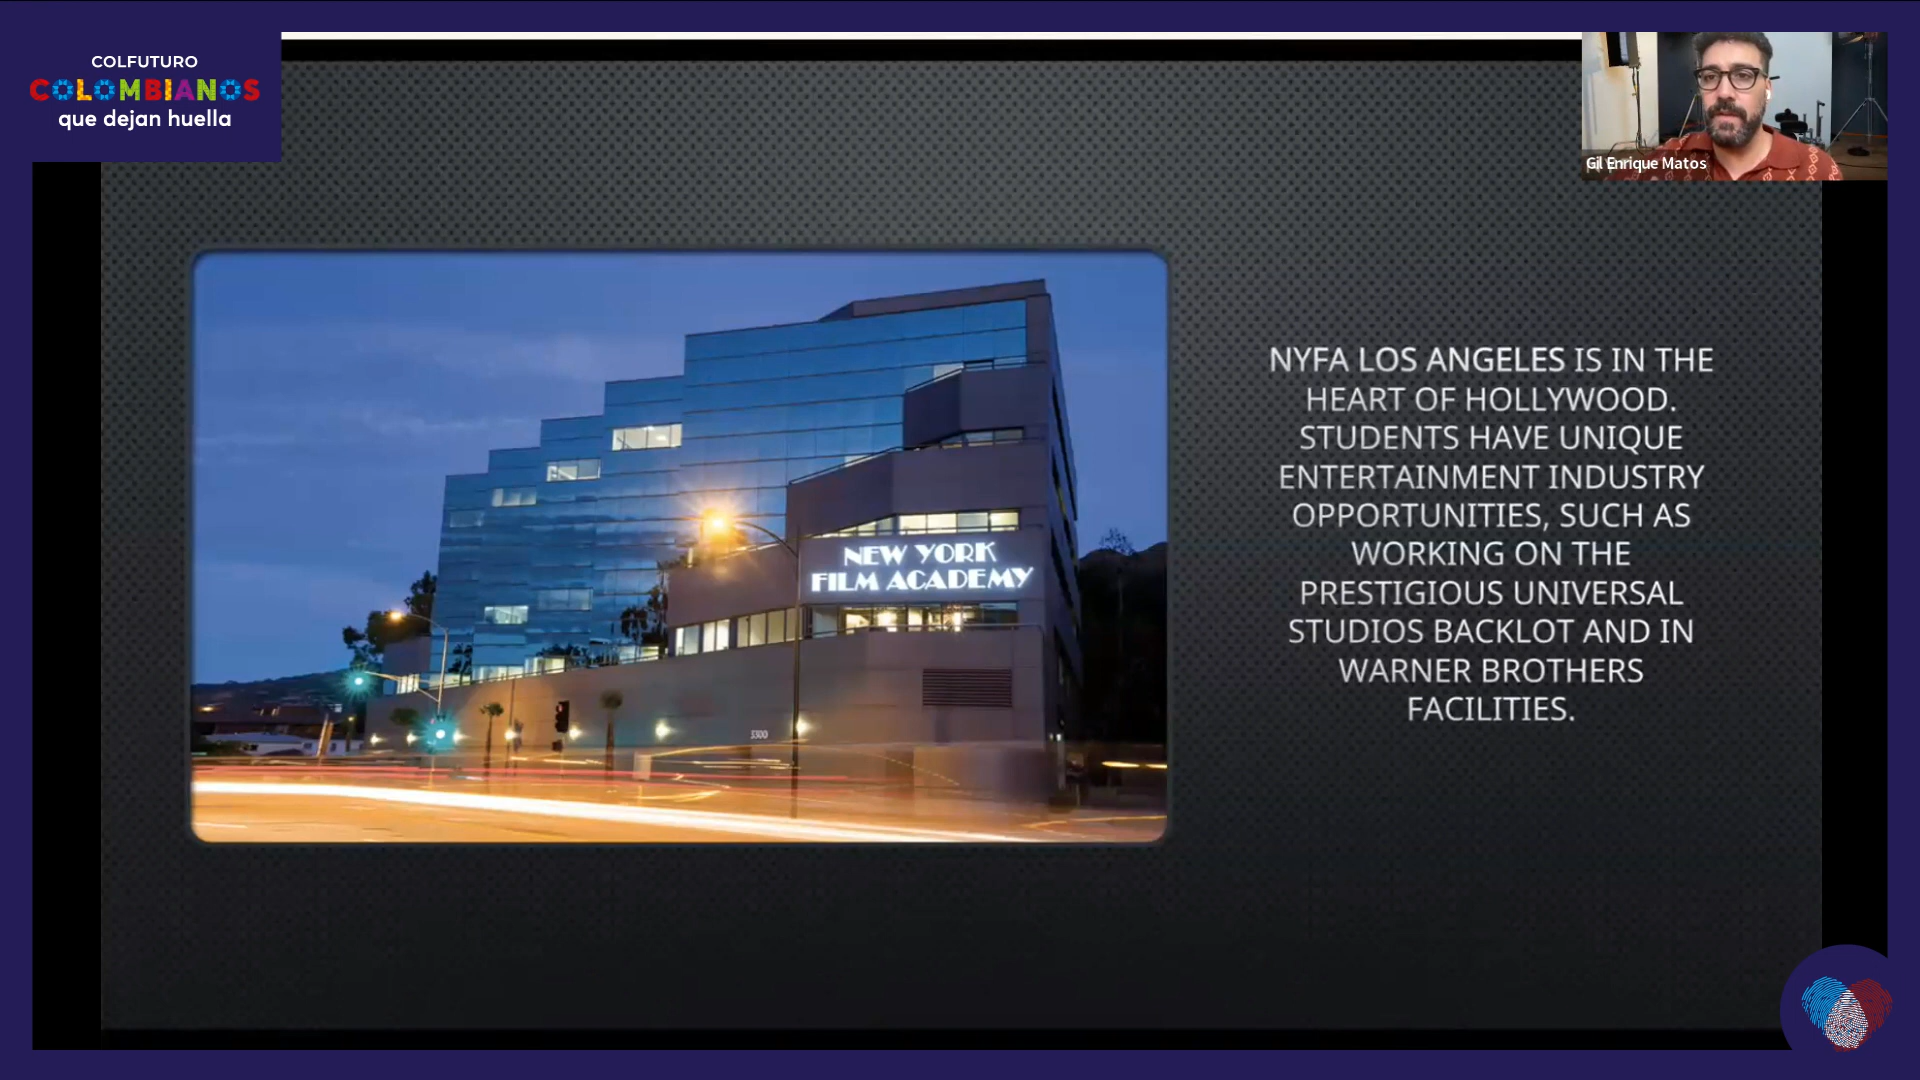 COLFUTURO
COLOMBIANOS
que dejan huella
Gil Enrique Matos
NEW YORK
FILM ACADEMY
3300
NYFA LOS ANGELES IS IN THE
HEART OF HOLLYWOOD.
STUDENTS HAVE UNIQUE
ENTERTAINMENT INDUSTRY
OPPORTUNITIES, SUCH AS
WORKING ON THE
PRESTIGIOUS UNIVERSAL
STUDIOS BACKLOT AND IN
WARNER BROTHERS
FACILITIES.